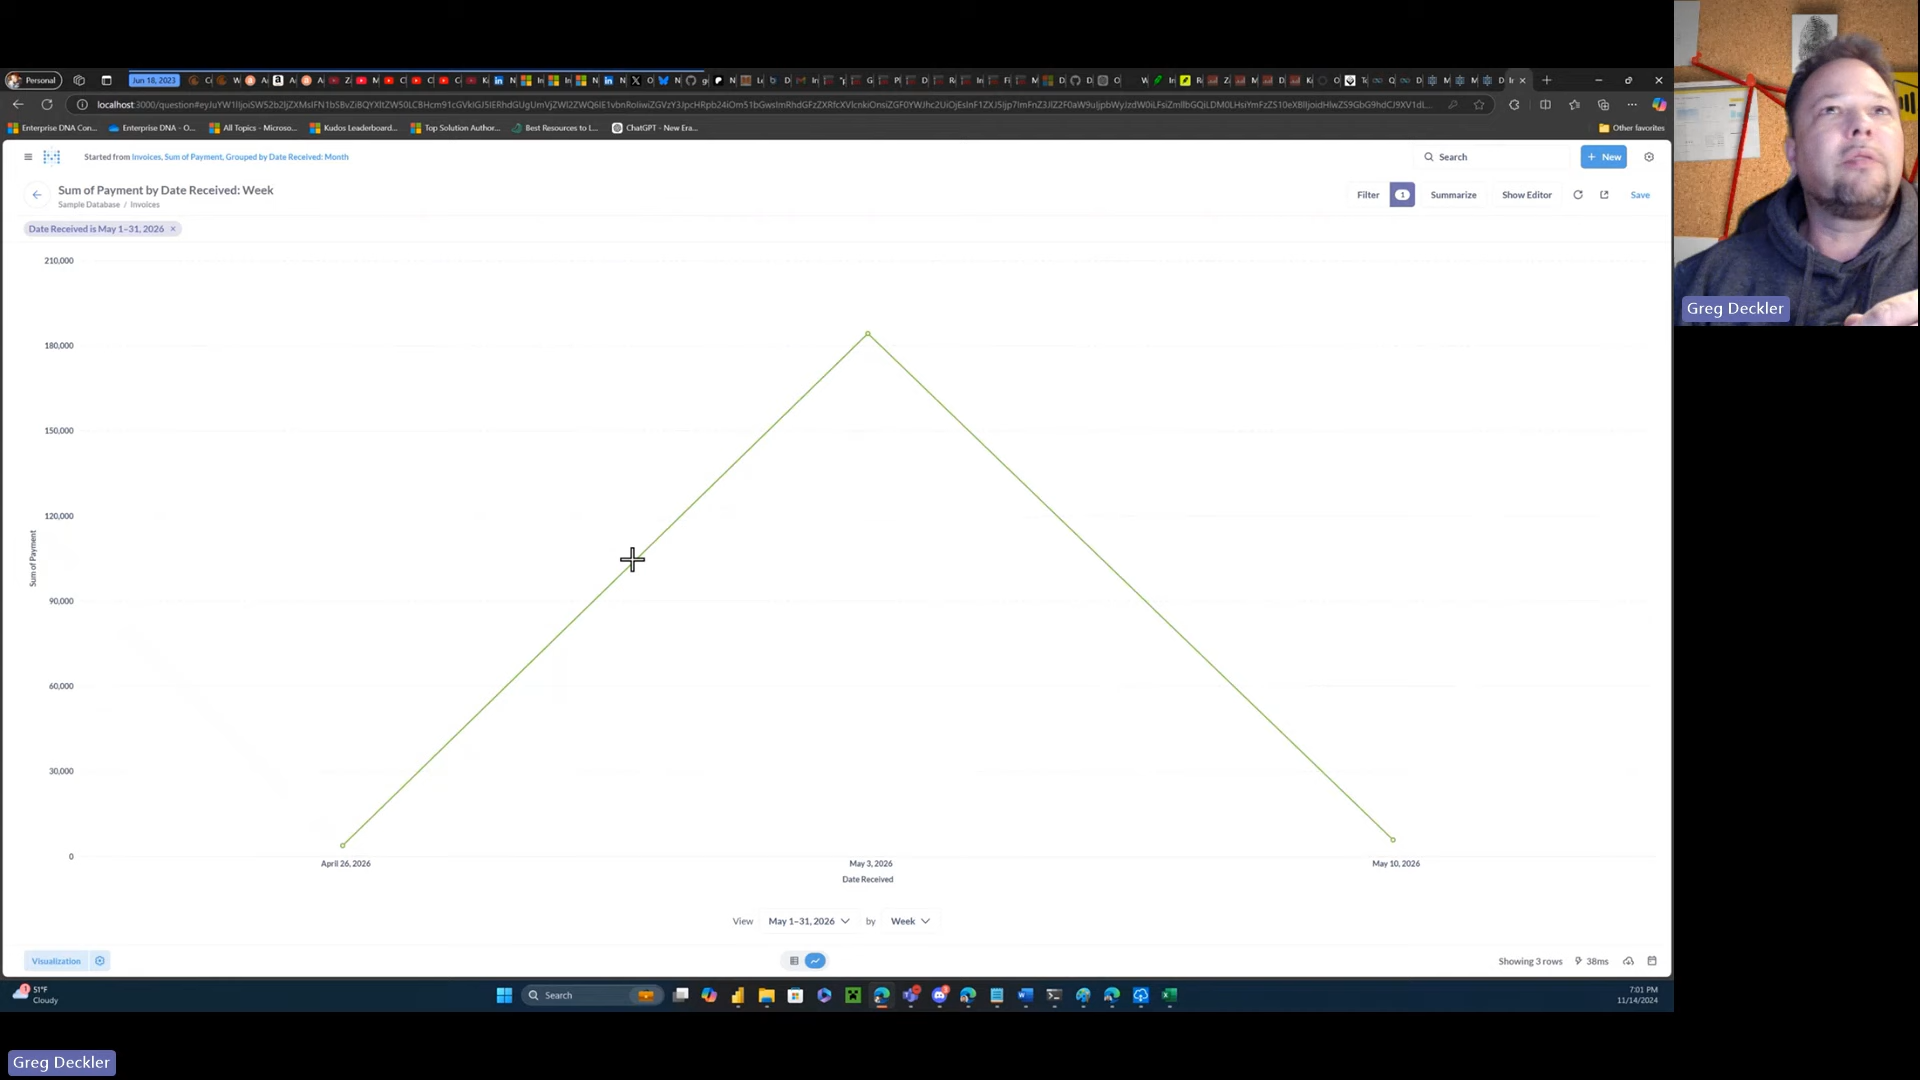 Personal
Jun 18, 2023
localhost:3000/question#eyJuYW1lIjoiSW52b2ljZXMsIFN1bSBvZiBQYXltZW50LCBHcm91cGVkIGJ5IERhdGUgUmVjZWl2ZWQ6IE1vbnRoIiwi
Enterprise DNA Con...
Enterprise DNA - O...
All Topics - Microso...
Kudos Leaderboard...
Top Solution Author...
Best Resources to L...
ChatGPT - New Era...
Other favorites
Started from Invoices, Sum of Payment, Grouped by Date Received: Month
Search
+ New
Sum of Payment by Date Received: Week
Sample Database / Invoices
Filter 1
Summarize
Show Editor
Save
Date Received is May 1–31, 2026 ×
210,000
180,000
150,000
120,000
90,000
60,000
30,000
0
Sum of Payment
April 26, 2026
May 3, 2026
May 10, 2026
Date Received
View May 1–31, 2026 by Week
Visualization
Showing 3 rows
38ms
51°F
Cloudy
Search
7:01 PM
11/14/2024
Greg Deckler
Greg Deckler